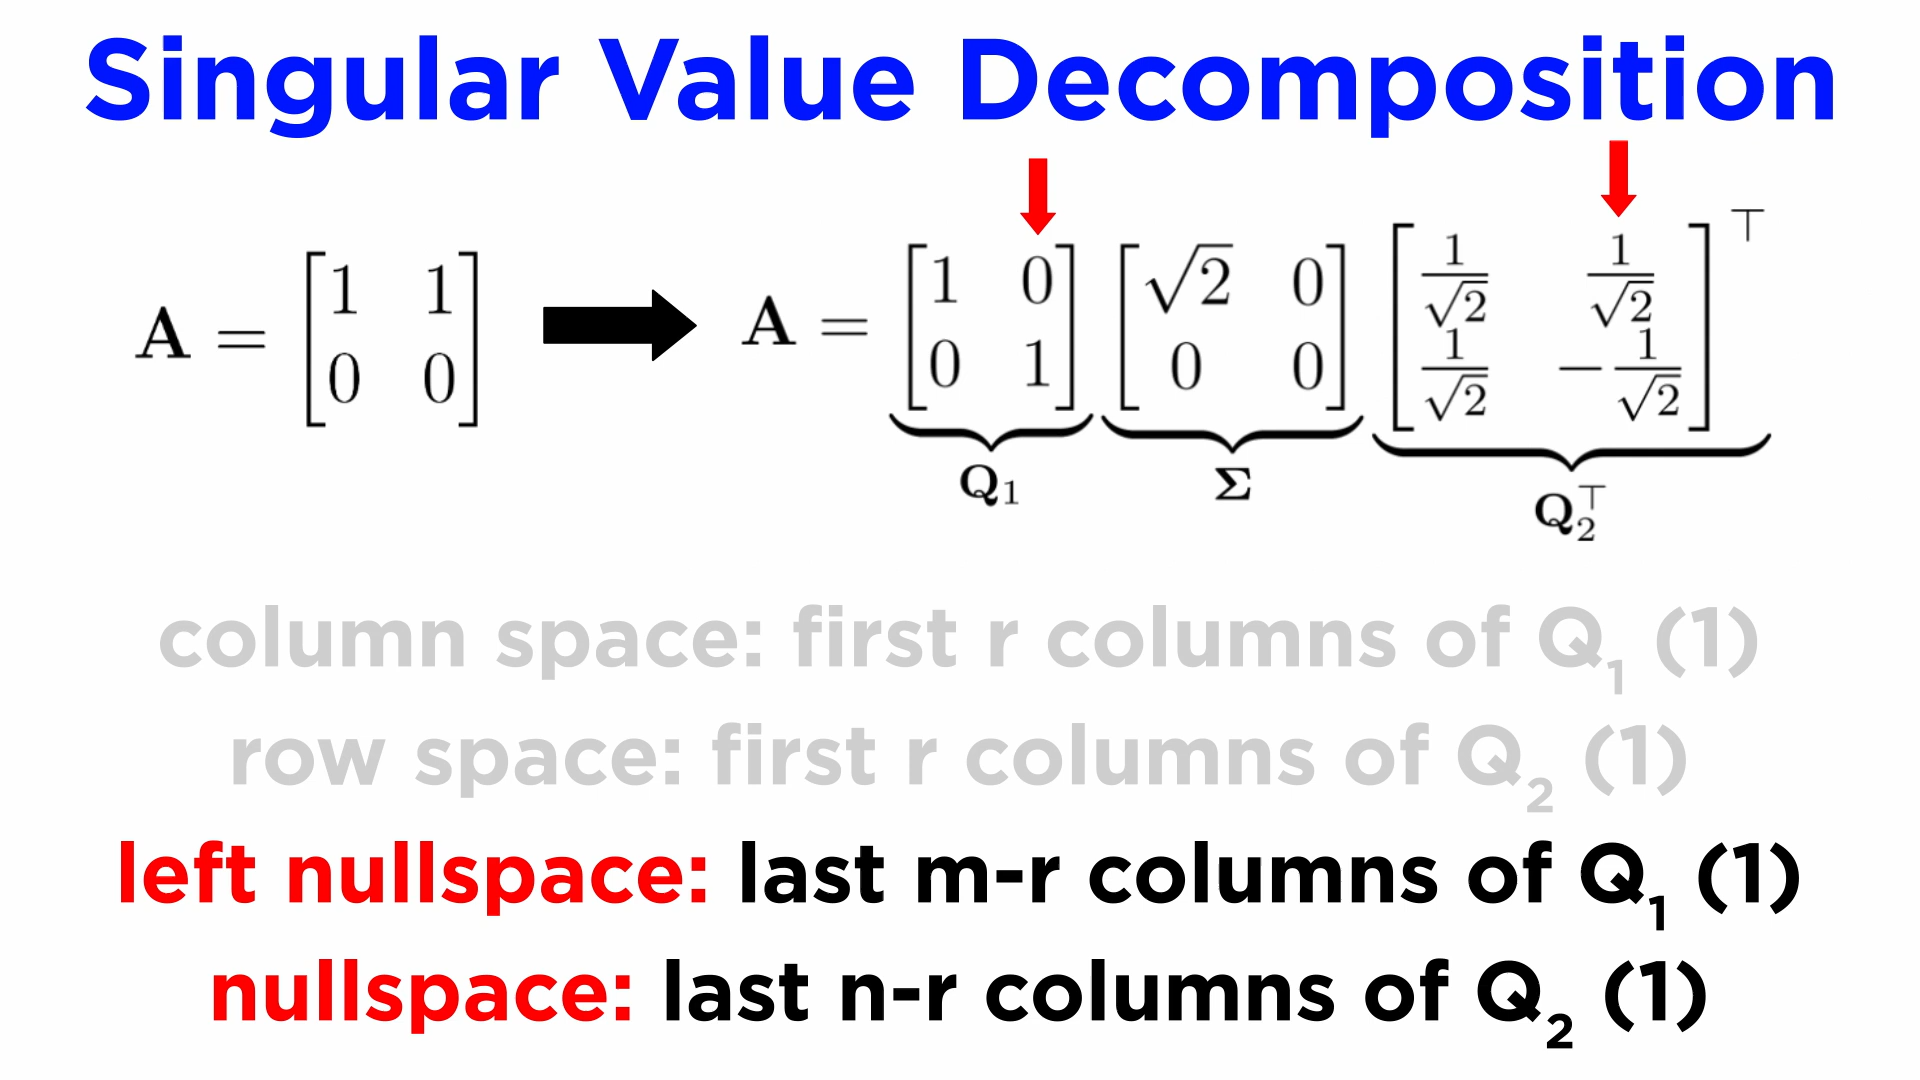 Singular Value Decomposition
A = [1 1; 0 0] A = [1 0; 0 1] [√2 0; 0 0] [1/√2 1/√2; 1/√2 −1/√2]⊤
Q₁ Σ Q₂⊤
column space: first r columns of Q₁ (1)
row space: first r columns of Q₂ (1)
left nullspace: last m-r columns of Q₁ (1)
nullspace: last n-r columns of Q₂ (1)